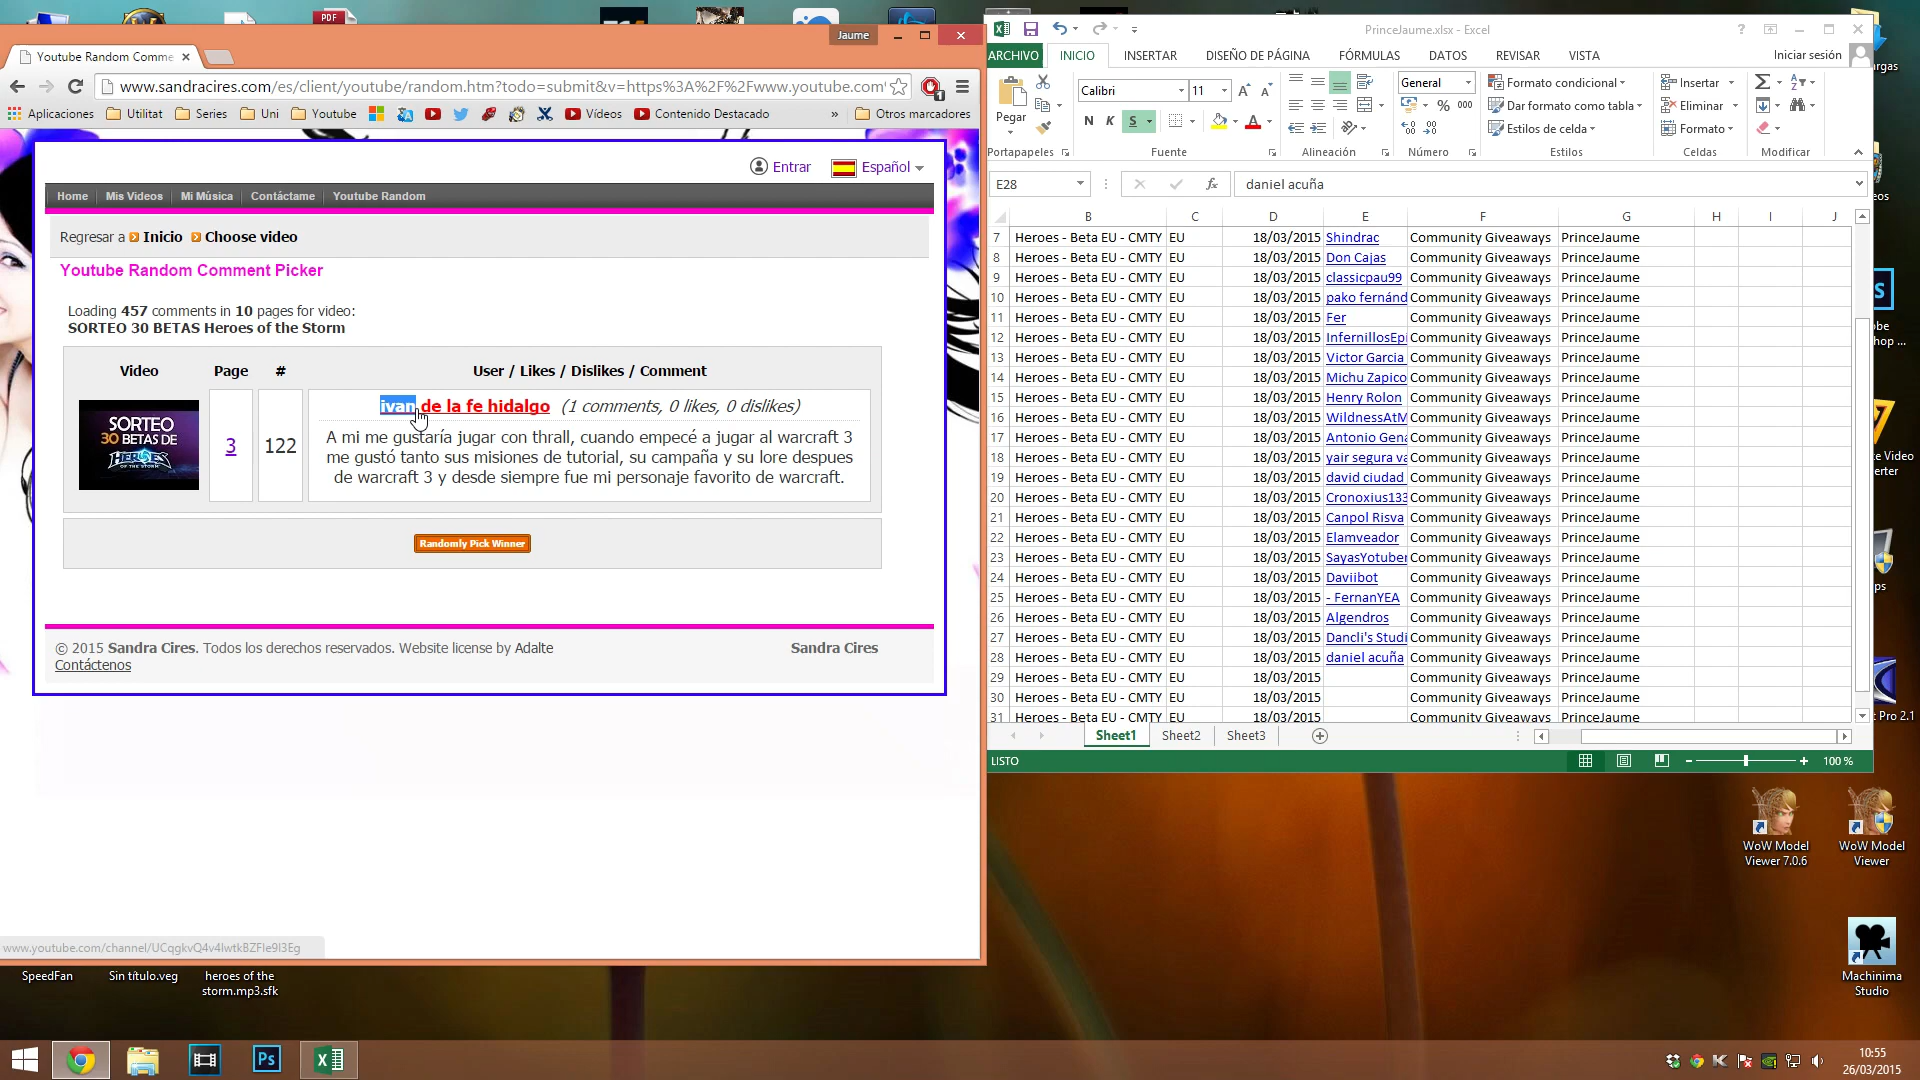 PDF
Jaume
Youtube Random Comme
www.sandracires.com/es/client/youtube/random.htm?todo=submit&v=https%3A%2F%2Fwww.youtube.com
Aplicaciones Utilitat Series Uni Youtube Vídeos Contenido Destacado » Otros marcadores
Entrar Español
Home Mis Videos Mi Música Contáctame Youtube Random
Regresar a Inicio Choose video
Youtube Random Comment Picker
Loading 457 comments in 10 pages for video:
SORTEO 30 BETAS Heroes of the Storm
Video Page # User / Likes / Dislikes / Comment
SORTEO
30 BETAS DE
HEROES
OF THE STORM
3
122
ivan de la fe hidalgo (1 comments, 0 likes, 0 dislikes)
A mi me gustaría jugar con thrall, cuando empecé a jugar al warcraft 3
me gustó tanto sus misiones de tutorial, su campaña y su lore despues
de warcraft 3 y desde siempre fue mi personaje favorito de warcraft.
Randomly Pick Winner
© 2015 Sandra Cires. Todos los derechos reservados. Website license by Adalte
Sandra Cires
Contáctenos
www.youtube.com/channel/UCqgkvQ4v4lwtkBZFle9l3Eg
PrinceJaume.xlsx - Excel
ARCHIVO INICIO INSERTAR DISEÑO DE PÁGINA FÓRMULAS DATOS REVISAR VISTA Iniciar sesión
Pegar
Calibri 11
N K S
General
% 000
Formato condicional
Dar formato como tabla
Estilos de celda
Insertar
Eliminar
Formato
Portapapeles Fuente Alineación Número Estilos Celdas Modificar
E28 fx daniel acuña
B C D E F G H I J
7 Heroes - Beta EU - CMTY EU 18/03/2015 Shindrac Community Giveaways PrinceJaume
8 Heroes - Beta EU - CMTY EU 18/03/2015 Don Cajas Community Giveaways PrinceJaume
9 Heroes - Beta EU - CMTY EU 18/03/2015 classicpau99 Community Giveaways PrinceJaume
10 Heroes - Beta EU - CMTY EU 18/03/2015 pako fernánd Community Giveaways PrinceJaume
11 Heroes - Beta EU - CMTY EU 18/03/2015 Fer Community Giveaways PrinceJaume
12 Heroes - Beta EU - CMTY EU 18/03/2015 InfernillosEpi Community Giveaways PrinceJaume
13 Heroes - Beta EU - CMTY EU 18/03/2015 Victor Garcia Community Giveaways PrinceJaume
14 Heroes - Beta EU - CMTY EU 18/03/2015 Michu Zapico Community Giveaways PrinceJaume
15 Heroes - Beta EU - CMTY EU 18/03/2015 Henry Rolon Community Giveaways PrinceJaume
16 Heroes - Beta EU - CMTY EU 18/03/2015 WildnessAtM Community Giveaways PrinceJaume
17 Heroes - Beta EU - CMTY EU 18/03/2015 Antonio Gena Community Giveaways PrinceJaume
18 Heroes - Beta EU - CMTY EU 18/03/2015 yair segura va Community Giveaways PrinceJaume
19 Heroes - Beta EU - CMTY EU 18/03/2015 david ciudad Community Giveaways PrinceJaume
20 Heroes - Beta EU - CMTY EU 18/03/2015 Cronoxius133 Community Giveaways PrinceJaume
21 Heroes - Beta EU - CMTY EU 18/03/2015 Canpol Risva Community Giveaways PrinceJaume
22 Heroes - Beta EU - CMTY EU 18/03/2015 Elamveador Community Giveaways PrinceJaume
23 Heroes - Beta EU - CMTY EU 18/03/2015 SayasYotuber Community Giveaways PrinceJaume
24 Heroes - Beta EU - CMTY EU 18/03/2015 Daviibot Community Giveaways PrinceJaume
25 Heroes - Beta EU - CMTY EU 18/03/2015 - FernanYEA Community Giveaways PrinceJaume
26 Heroes - Beta EU - CMTY EU 18/03/2015 Algendros Community Giveaways PrinceJaume
27 Heroes - Beta EU - CMTY EU 18/03/2015 Dancli's Studi Community Giveaways PrinceJaume
28 Heroes - Beta EU - CMTY EU 18/03/2015 daniel acuña Community Giveaways PrinceJaume
29 Heroes - Beta EU - CMTY EU 18/03/2015 Community Giveaways PrinceJaume
30 Heroes - Beta EU - CMTY EU 18/03/2015 Community Giveaways PrinceJaume
31 Heroes - Beta EU - CMTY EU 18/03/2015 Community Giveaways PrinceJaume
Sheet1 Sheet2 Sheet3
LISTO 100 %
WoW Model
Viewer 7.0.6
WoW Model
Viewer
Machinima
Studio
SpeedFan
Sin título.veg
heroes of the
storm.mp3.sfk
Ps
10:55
26/03/2015